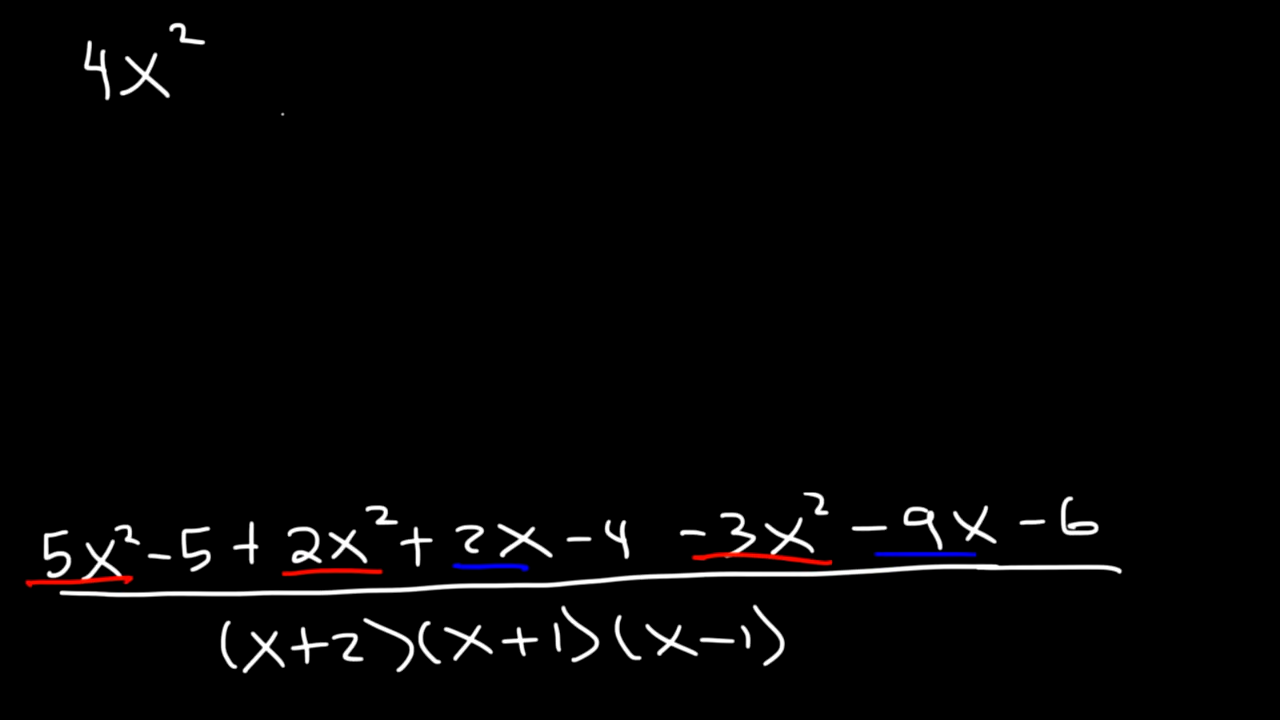 4x²
5x² - 5 + 2x² + 2x - 4 - 3x² - 9x - 6
(x+2)(x+1)(x-1)